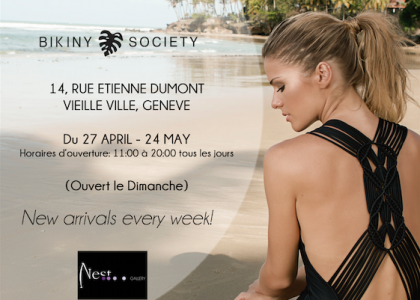 BIKINY SOCIETY
14, RUE ETIENNE DUMONT
VIEILLE VILLE, GENEVE
Du 27 APRIL - 24 MAY
Horaires d'ouverture: 11:00 à 20:00 tous les jours
(Ouvert le Dimanche)
New arrivals every week!
Nest
GALLERY